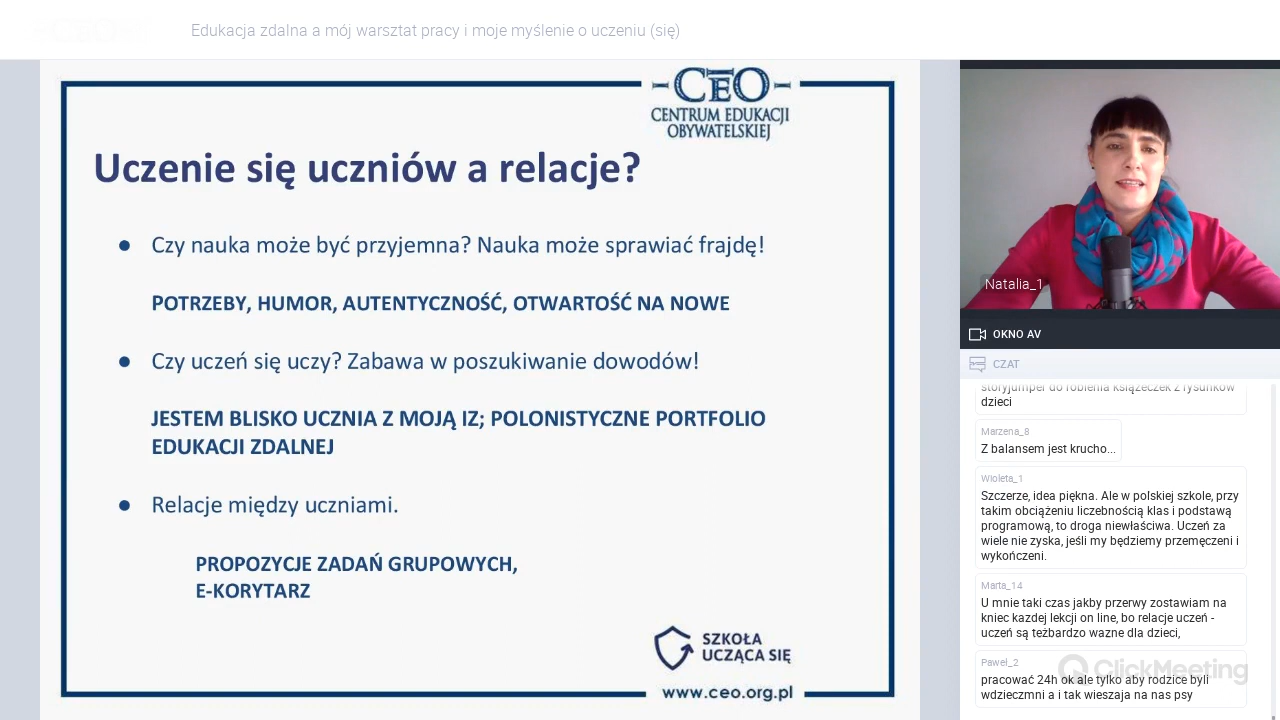 Edukacja zdalna a mój warsztat pracy i moje myślenie o uczeniu (się)
CEO
CENTRUM EDUKACJI
OBYWATELSKIEJ
Uczenie się uczniów a relacje?
● Czy nauka może być przyjemna? Nauka może sprawiać frajdę!
POTRZEBY, HUMOR, AUTENTYCZNOŚĆ, OTWARTOŚĆ NA NOWE
● Czy uczeń się uczy? Zabawa w poszukiwanie dowodów!
JESTEM BLISKO UCZNIA Z MOJĄ IZ; POLONISTYCZNE PORTFOLIO
EDUKACJI ZDALNEJ
● Relacje między uczniami.
PROPOZYCJE ZADAŃ GRUPOWYCH,
E-KORYTARZ
SZKOŁA
UCZĄCA SIĘ
www.ceo.org.pl
Natalia_1
OKNO AV
CZAT
storyjumper do robienia książeczek z rysunków
dzieci
Marzena_8
Z balansem jest krucho...
Wioleta_1
Szczerze, idea piękna. Ale w polskiej szkole, przy
takim obciążeniu liczebnością klas i podstawą
programową, to droga niewłaściwa. Uczeń za
wiele nie zyska, jeśli my będziemy przemęczeni i
wykończeni.
Marta_14
U mnie taki czas jakby przerwy zostawiam na
kniec kazdej lekcji on line, bo relacje uczeń -
uczeń są teżbardzo wazne dla dzieci,
Paweł_2
pracować 24h ok ale tylko aby rodzice byli
wdzieczmni a i tak wieszaja na nas psy
ClickMeeting